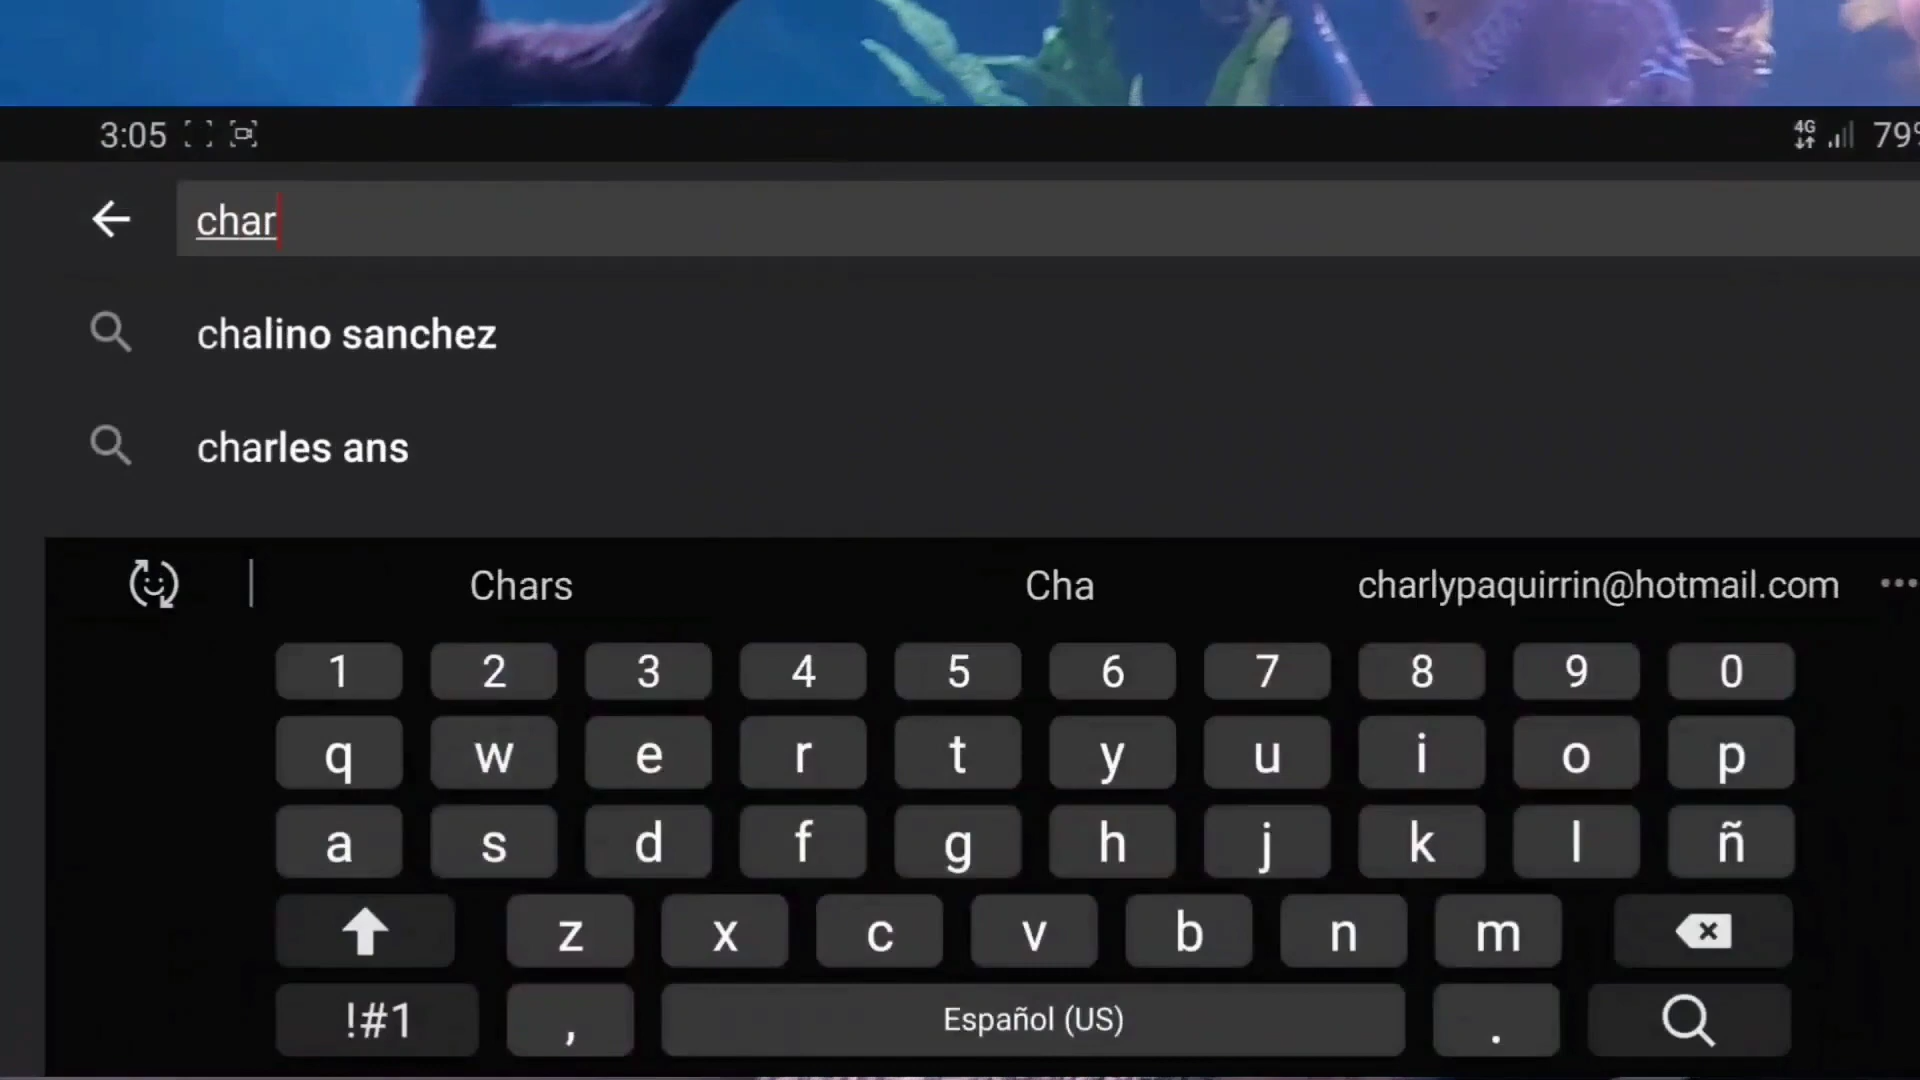 3:05 4G 79%
char
chalino sanchez
charles ans
Chars Cha charlypaquirrin@hotmail.com
1 2 3 4 5 6 7 8 9 0
q w e r t y u i o p
a s d f g h j k l ñ
z x c v b n m
!#1 , Español (US) .